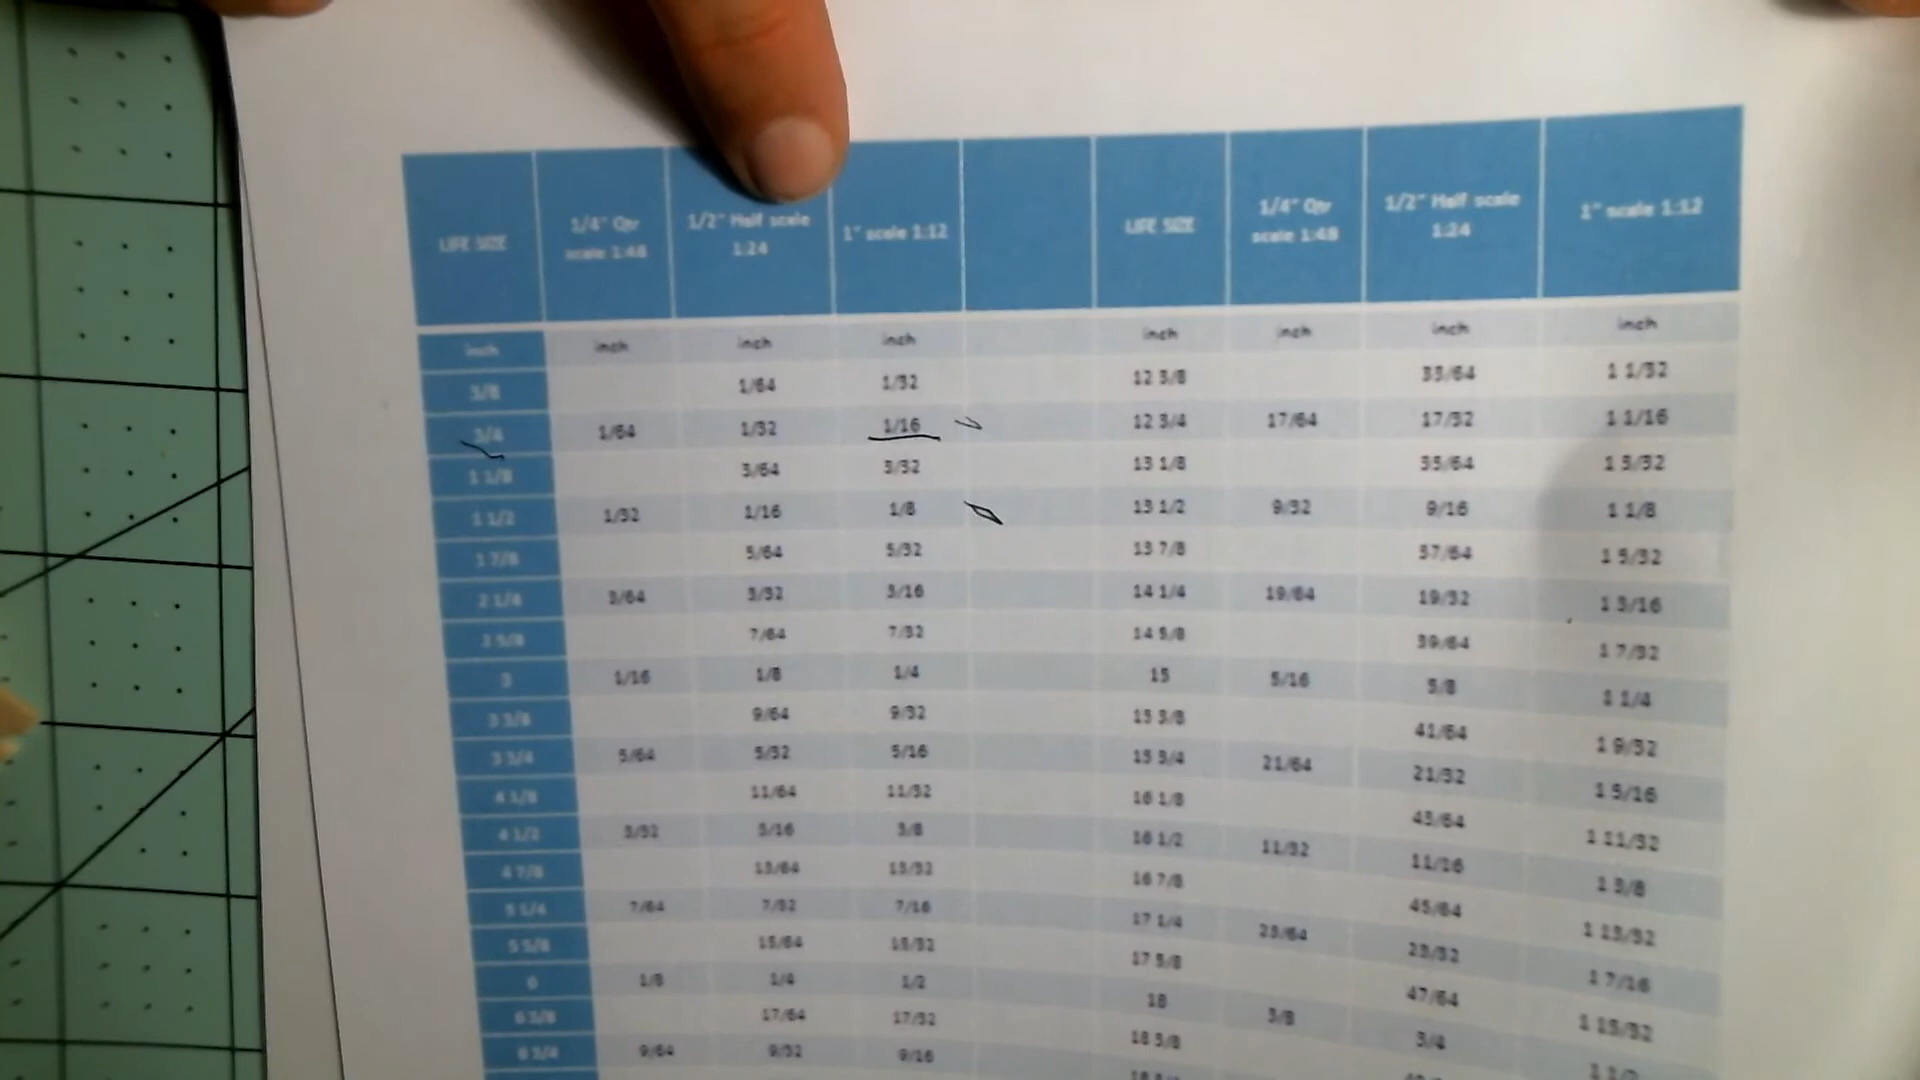 LIFE SIZE 1/4" Qtr scale 1:48 1/2" Half scale 1:24 1" scale 1:12 LIFE SIZE 1/4" Qtr scale 1:48 1/2" Half scale 1:24 1" scale 1:12
inch inch inch inch inch inch inch inch
3/8 1/64 1/32 12 3/8 33/64 1 1/32
3/4 1/64 1/32 1/16 12 3/4 17/64 17/32 1 1/16
1 1/8 3/64 3/32 13 1/8 35/64 1 3/32
1 1/2 1/32 1/16 1/8 13 1/2 9/32 9/16 1 1/8
1 7/8 5/64 5/32 13 7/8 37/64 1 5/32
2 1/4 3/64 3/32 3/16 14 1/4 19/64 19/32 1 3/16
7/64 7/32 14 5/8 39/64 1 7/32
3 1/16 1/8 1/4 15 5/16 5/8 1 1/4
3 3/8 9/64 9/32 15 3/8 41/64 1 9/32
3 3/4 5/64 5/32 5/16 15 3/4 21/64 21/32 1 5/16
4 1/8 11/64 11/32 16 1/8 43/64 1 11/32
4 1/2 3/32 3/16 3/8 16 1/2 11/32 11/16 1 3/8
4 7/8 13/64 13/32 16 7/8 45/64 1 13/32
5 1/4 7/64 7/32 7/16 17 1/4 23/64 23/32 1 7/16
5 5/8 15/64 15/32 17 5/8 47/64 1 15/32
6 1/8 1/4 1/2 18 3/8 3/4 1 1/2
6 3/8 17/64 17/32 18 3/8
6 3/4 9/64 9/32 9/16